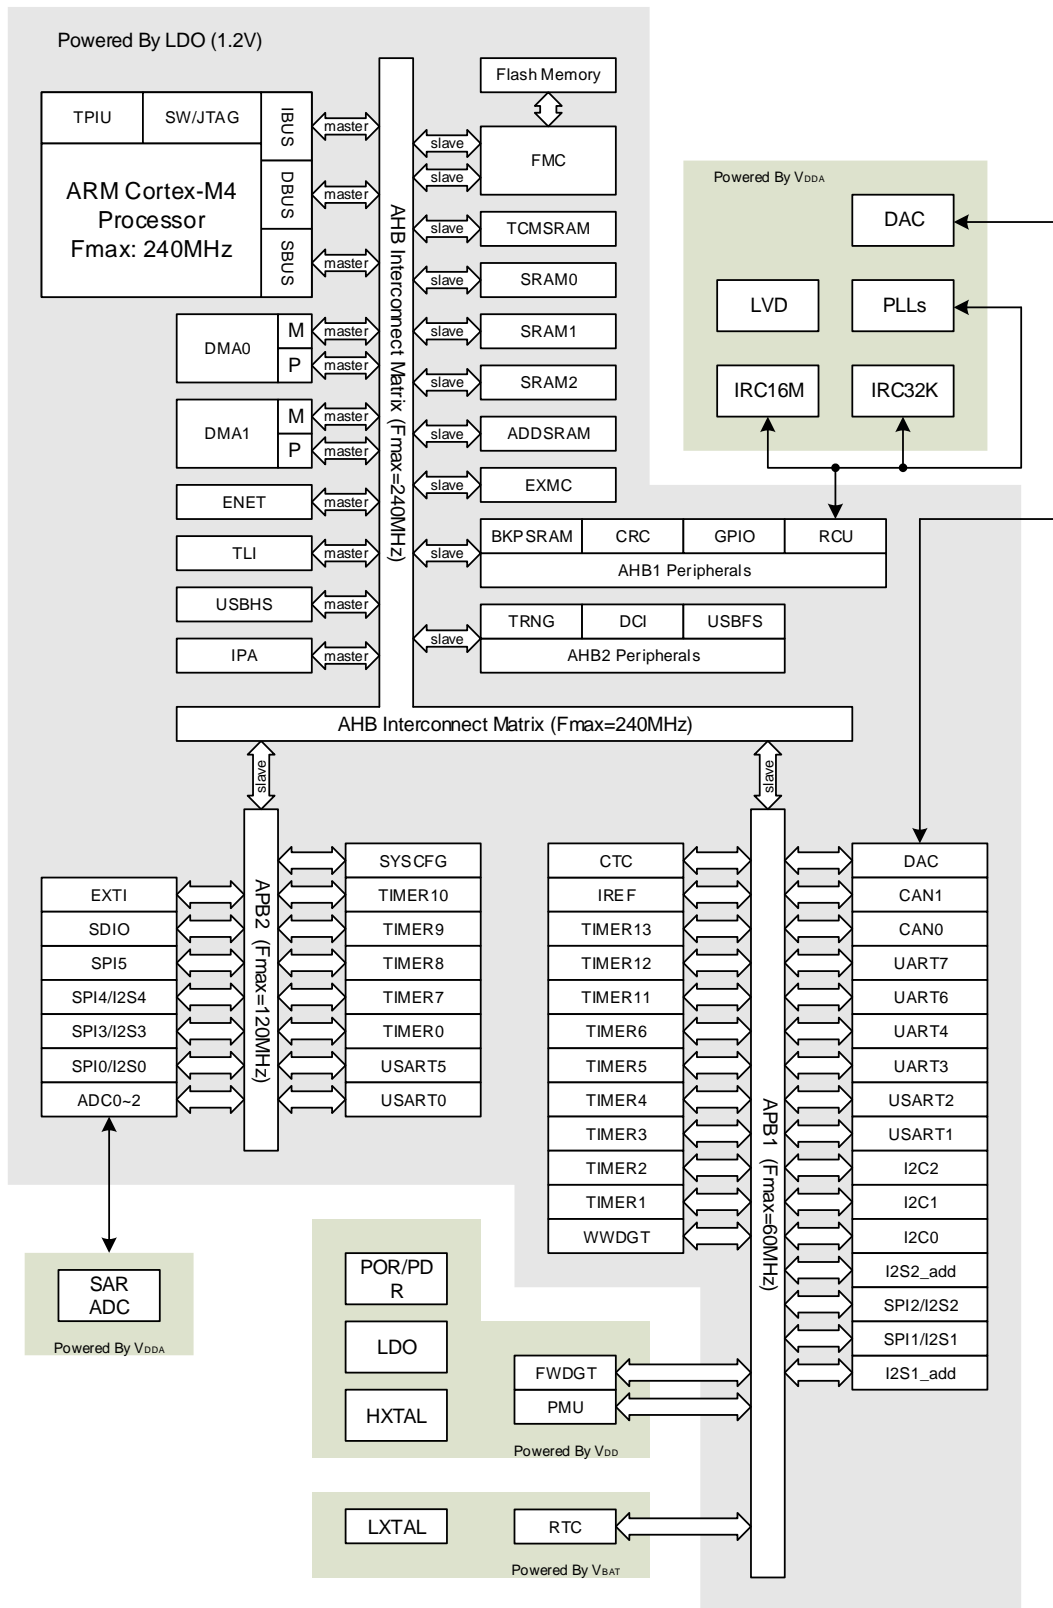 Powered By LDO (1.2V)
TPIU
SW/JTAG
IBUS
DBUS
SBUS
ARM Cortex-M4
Processor
Fmax: 240MHz
master
master
master
DMA0
M
P
master
master
DMA1
M
P
master
master
ENET
master
TLI
master
USBHS
master
IPA
master
AHB Interconnect Matrix (Fmax=240MHz)
Flash Memory
slave
slave
FMC
slave
TCMSRAM
slave
SRAM0
slave
SRAM1
slave
SRAM2
slave
ADDSRAM
slave
EXMC
slave
BKPSRAM
CRC
GPIO
RCU
AHB1 Peripherals
slave
TRNG
DCI
USBFS
AHB2 Peripherals
Powered By VDDA
DAC
LVD
PLLs
IRC16M
IRC32K
AHB Interconnect Matrix (Fmax=240MHz)
slave
slave
EXTI
SDIO
SPI5
SPI4/I2S4
SPI3/I2S3
SPI0/I2S0
ADC0~2
APB2 (Fmax=120MHz)
SYSCFG
TIMER10
TIMER9
TIMER8
TIMER7
TIMER0
USART5
USART0
CTC
IREF
TIMER13
TIMER12
TIMER11
TIMER6
TIMER5
TIMER4
TIMER3
TIMER2
TIMER1
WWDGT
APB1 (Fmax=60MHz)
DAC
CAN1
CAN0
UART7
UART6
UART4
UART3
USART2
USART1
I2C2
I2C1
I2C0
I2S2_add
SPI2/I2S2
SPI1/I2S1
I2S1_add
SAR
ADC
Powered By VDDA
POR/PD
R
LDO
HXTAL
FWDGT
PMU
Powered By VDD
LXTAL
RTC
Powered By VBAT